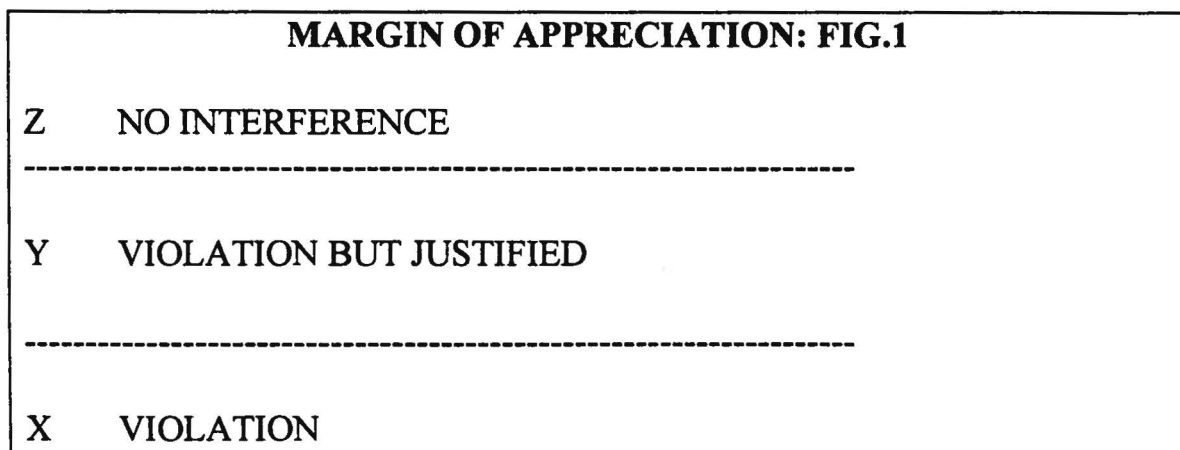 MARGIN OF APPRECIATION: FIG.1
Z NO INTERFERENCE
Y VIOLATION BUT JUSTIFIED
X VIOLATION